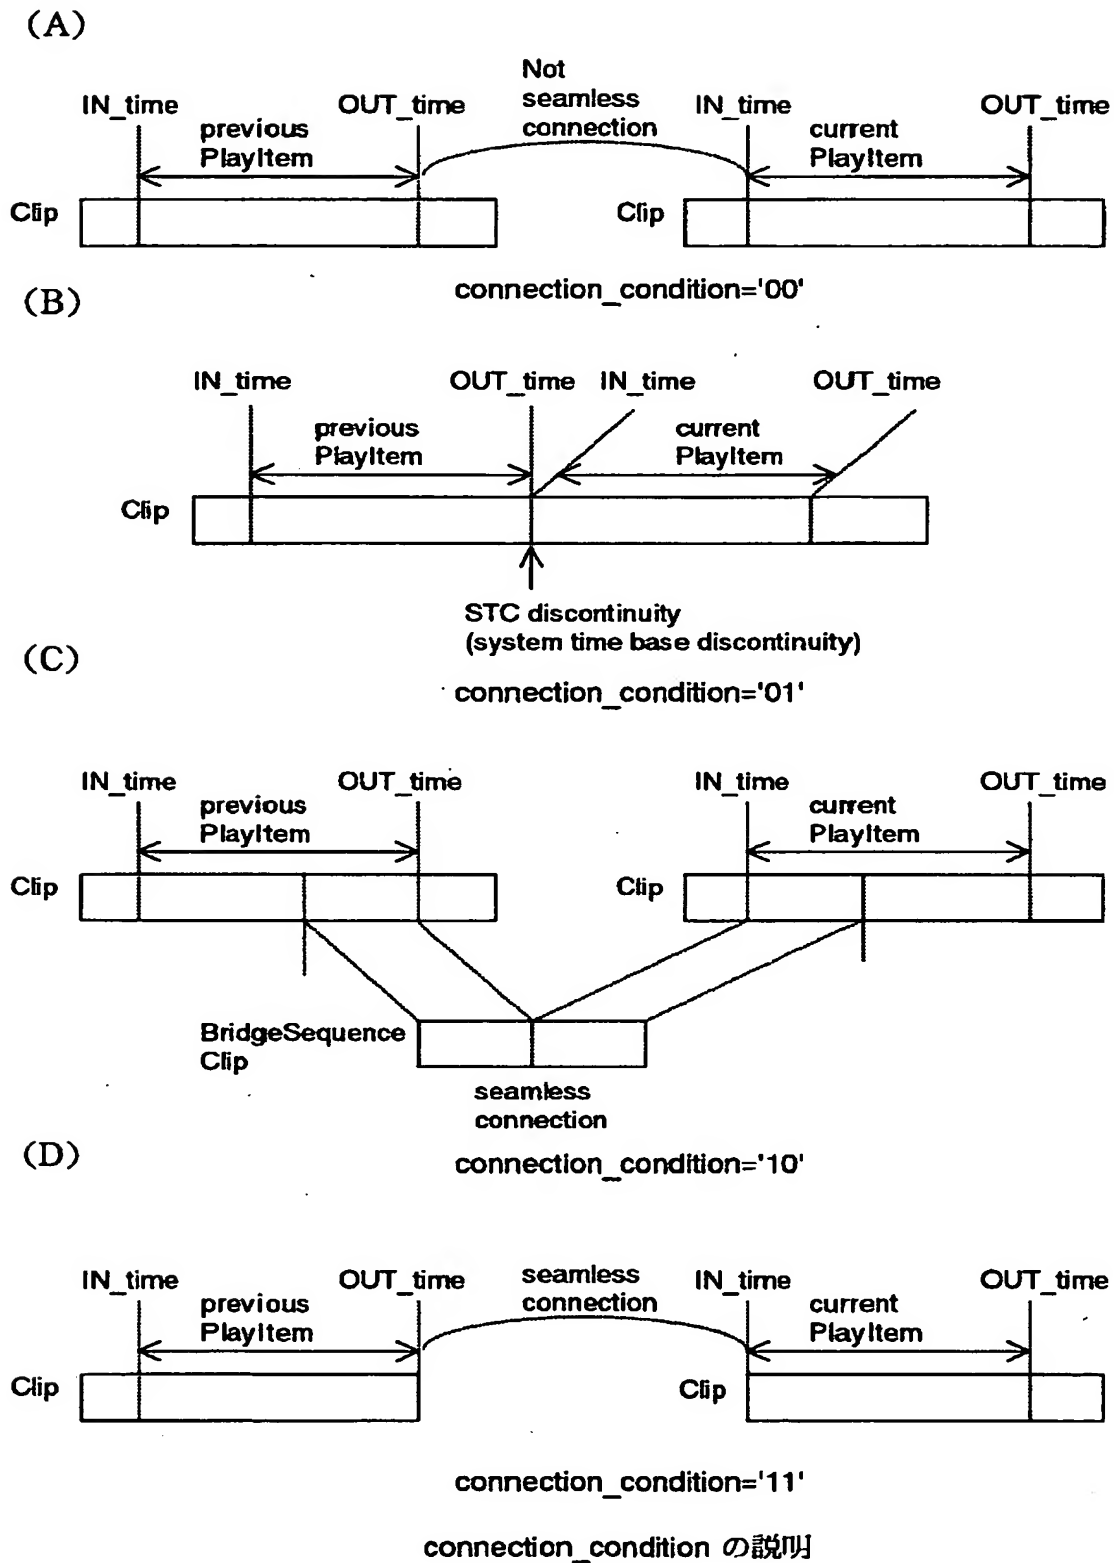 (A)
Not
seamless
connection
IN_time
OUT_time
IN_time
OUT_time
previous
PlayItem
current
PlayItem
Clip
Clip
connection_condition='00'
(B)
IN_time
OUT_time
IN_time
OUT_time
previous
PlayItem
current
PlayItem
Clip
STC discontinuity
(system time base discontinuity)
(C)
connection_condition='01'
IN_time
OUT_time
IN_time
OUT_time
previous
PlayItem
current
PlayItem
Clip
Clip
BridgeSequence
Clip
seamless
connection
(D)
connection_condition='10'
IN_time
OUT_time
seamless
connection
IN_time
OUT_time
previous
PlayItem
current
PlayItem
Clip
Clip
connection_condition='11'
connection_condition の説明